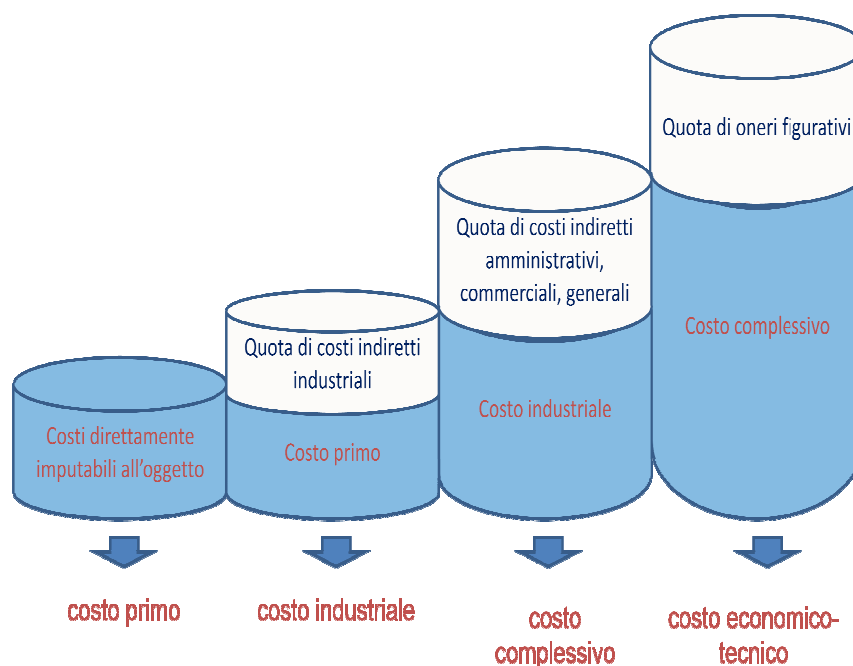 Quota di oneri figurativi
Quota di costi indiretti
amministrativi,
commerciali, generali
Costo complessivo
Quota di costi indiretti
industriali
Costo industriale
Costi direttamente
imputabili all'oggetto
Costo primo
costo primo
costo industriale
costo
complessivo
costo economico-
tecnico